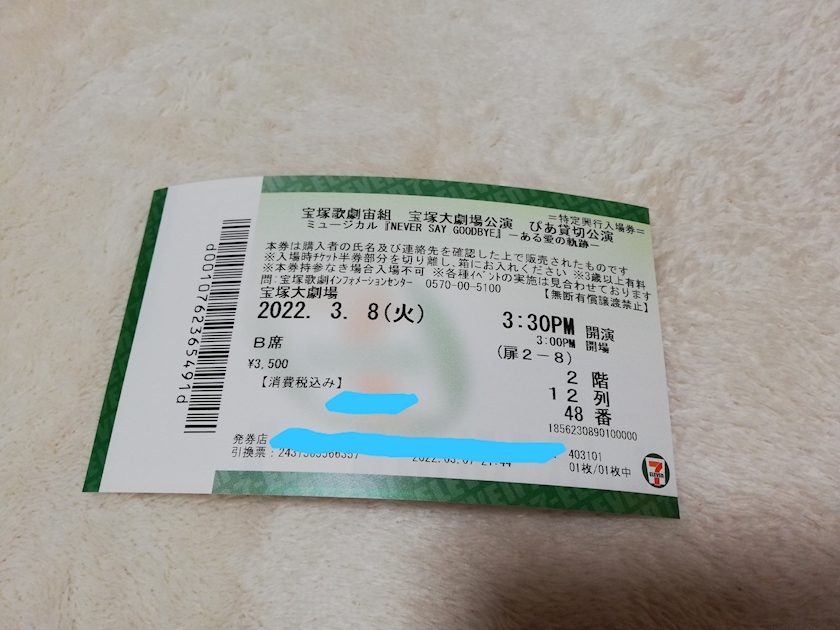 宝塚歌劇宙組 宝塚大劇場公演 ぴあ貸切公演
＝特定興行入場券＝
ミュージカル『NEVER SAY GOODBYE』－ある愛の軌跡－
本券は購入者の氏名及び連絡先を確認した上で販売されたものです
※入場時ﾁｹｯﾄ半券部分を切り離し、箱にお入れください ※3歳以上有料
※本券持参なき場合入場不可 ※各種イベントの実施は見合わせております
問：宝塚歌劇ｲﾝﾌｫﾒｰｼｮﾝｾﾝﾀｰ 0570-00-5100 【無断有償譲渡禁止】
宝塚大劇場
2022. 3. 8(火) 3:30PM 開演
3:00PM 開場
Ｂ席 (扉２－８)
¥3,500
【消費税込み】
２ 階
１２ 列
48 番
1856230890100000
発券店
403101
引換票：
01枚/01枚中
7
ELEVEN
d0010762365491d